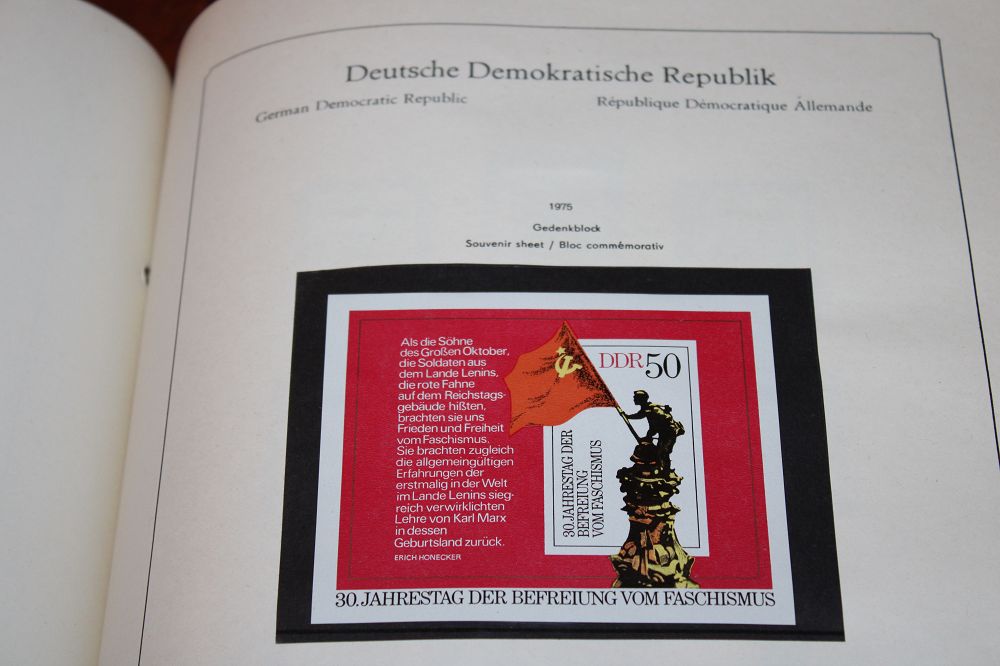 Deutsche Demokratische Republik
German Democratic Republic
République Démocratique Allemande
1975
Gedenkblock
Souvenir sheet / Bloc commémorativ
Als die Söhne
des Großen Oktober,
die Soldaten aus
dem Lande Lenins,
die rote Fahne
auf dem Reichstags-
gebäude hißten,
brachten sie uns
Frieden und Freiheit
vom Faschismus.
Sie brachten zugleich
die allgemeingültigen
Erfahrungen der
erstmalig in der Welt
im Lande Lenins sieg-
reich verwirklichten
Lehre von Karl Marx
in dessen
Geburtsland zurück.
ERICH HONECKER
DDR 50
30. JAHRESTAG DER
BEFREIUNG
VOM FASCHISMUS
30. JAHRESTAG DER BEFREIUNG VOM FASCHISMUS